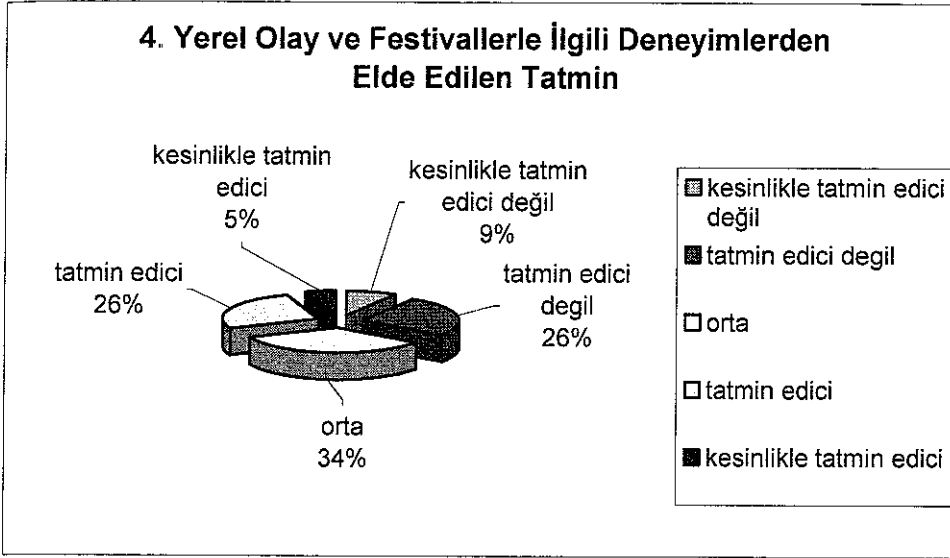 4. Yerel Olay ve Festivallerle İlgili Deneyimlerden
Elde Edilen Tatmin
kesinlikle tatmin
edici
5%
kesinlikle tatmin
edici değil
9%
tatmin edici
26%
tatmin edici
degil
26%
orta
34%
kesinlikle tatmin edici
değil
tatmin edici degil
orta
tatmin edici
kesinlikle tatmin edici